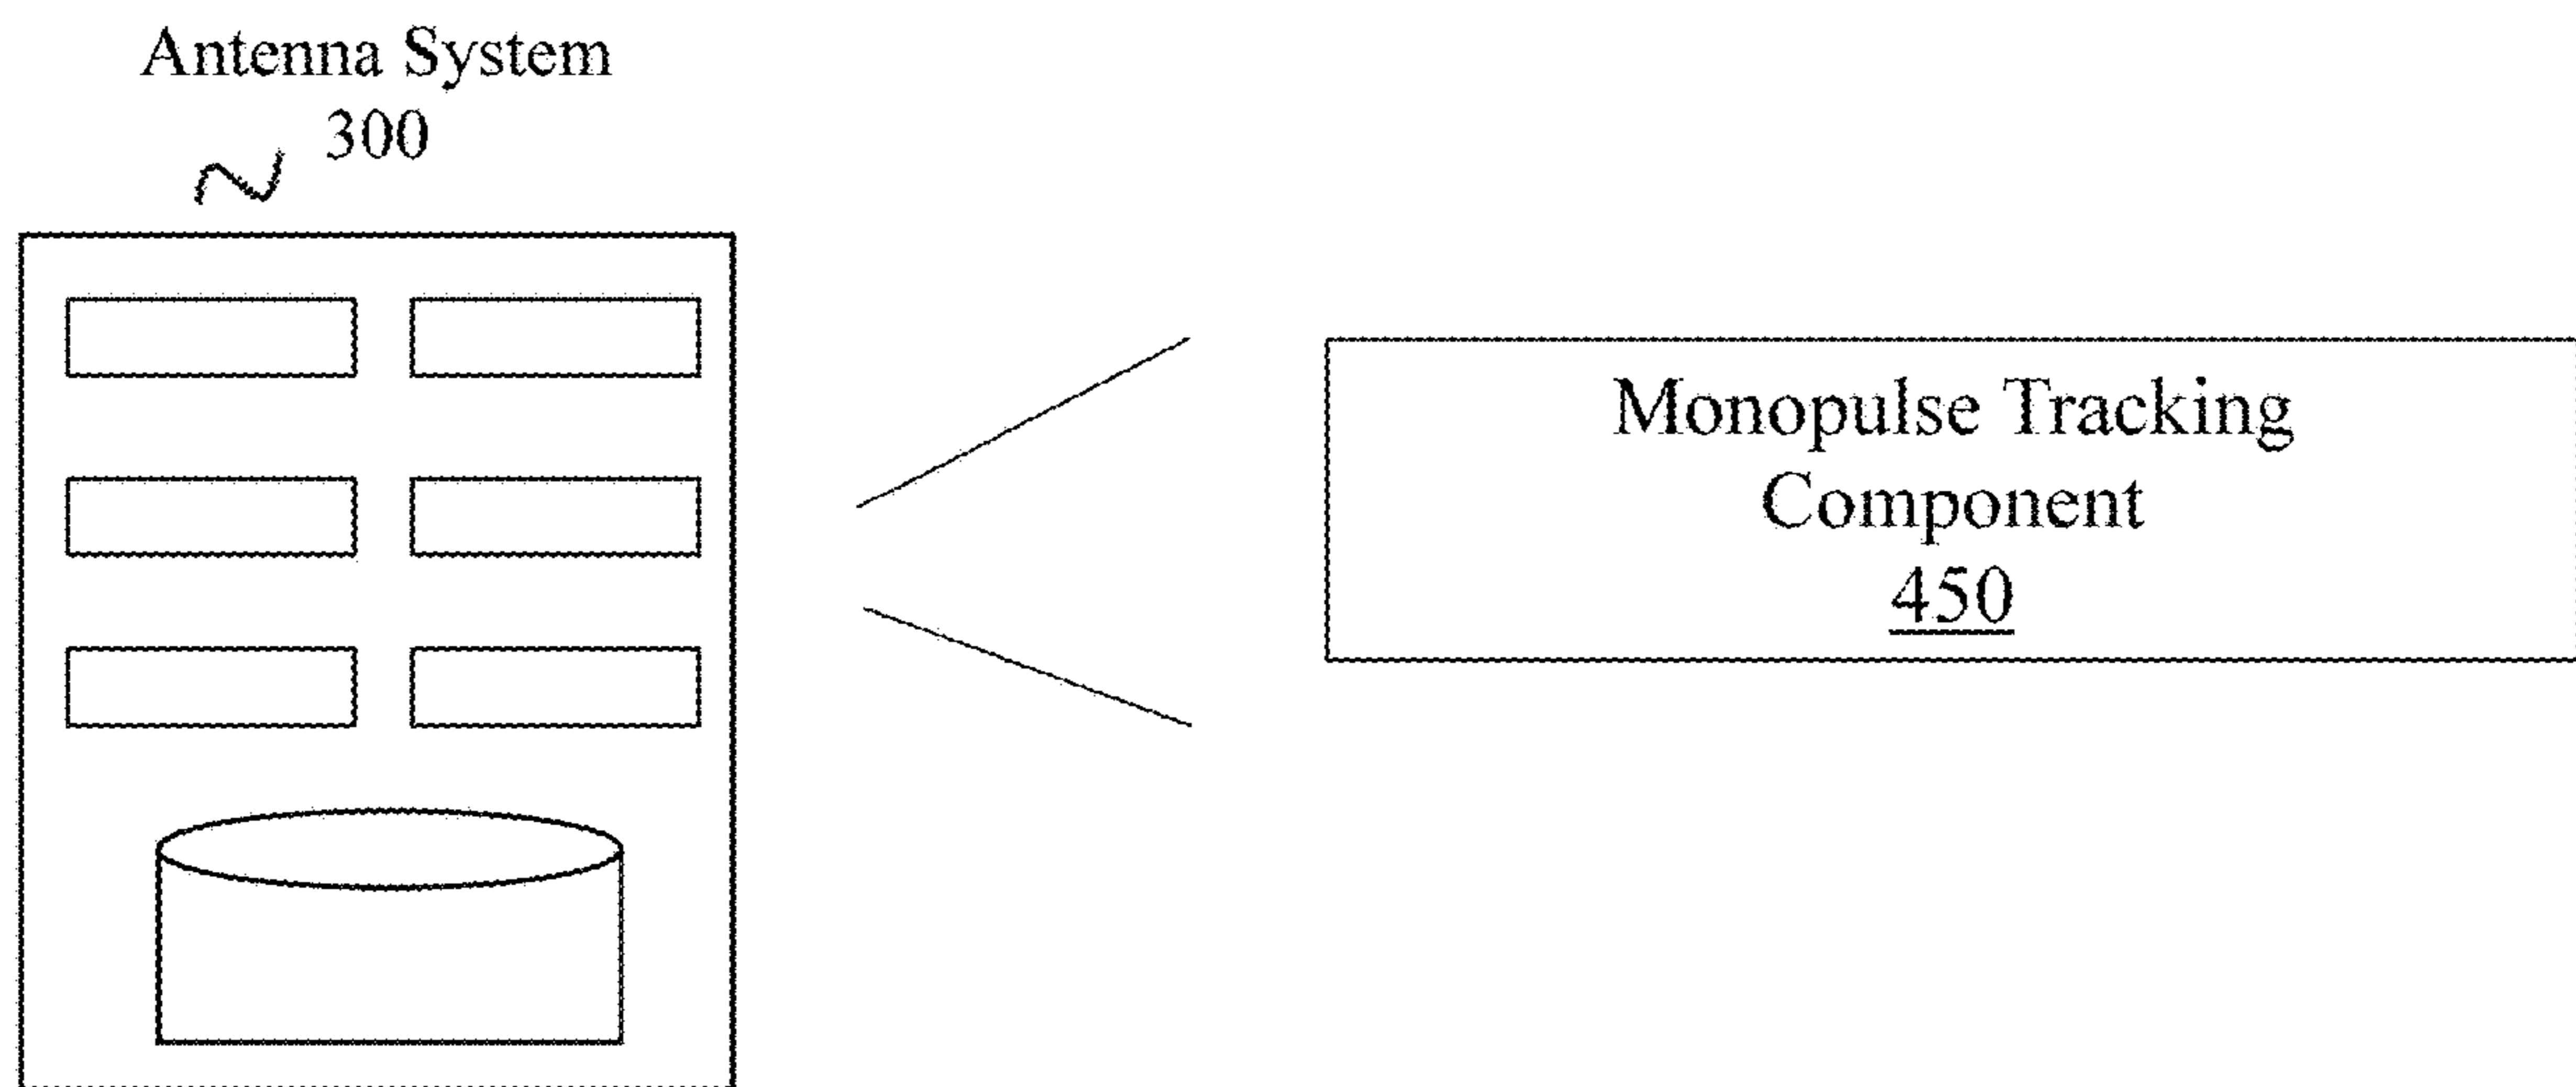 Antenna System
300
Monopulse Tracking
Component
450